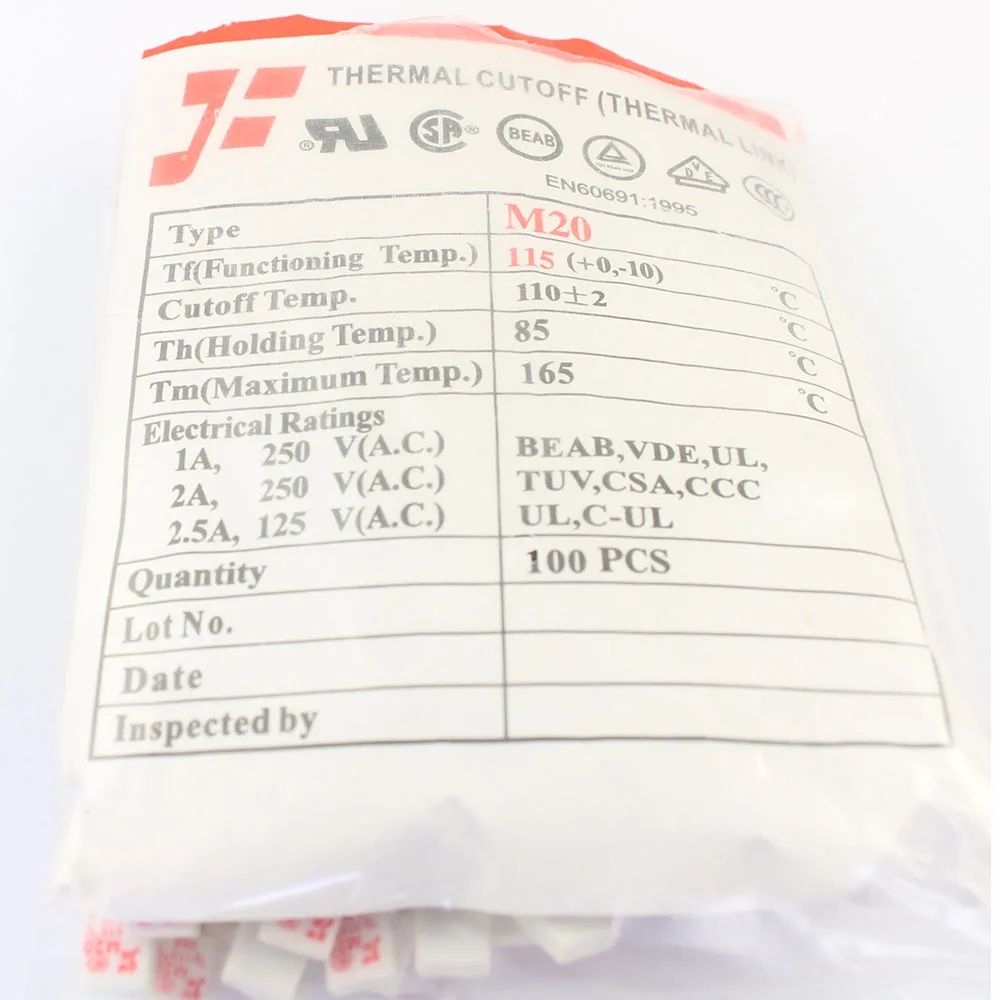 THERMAL CUTOFF (THERMAL LINK)
BEAB
EN60691:1995
Type M20
Tf(Functioning Temp.) 115 (+0,-10) °C
Cutoff Temp. 110±2 °C
Th(Holding Temp.) 85 °C
Tm(Maximum Temp.) 165 °C
Electrical Ratings
1A, 250 V(A.C.) BEAB,VDE,UL,
2A, 250 V(A.C.) TUV,CSA,CCC
2.5A, 125 V(A.C.) UL,C-UL
Quantity 100 PCS
Lot No.
Date
Inspected by